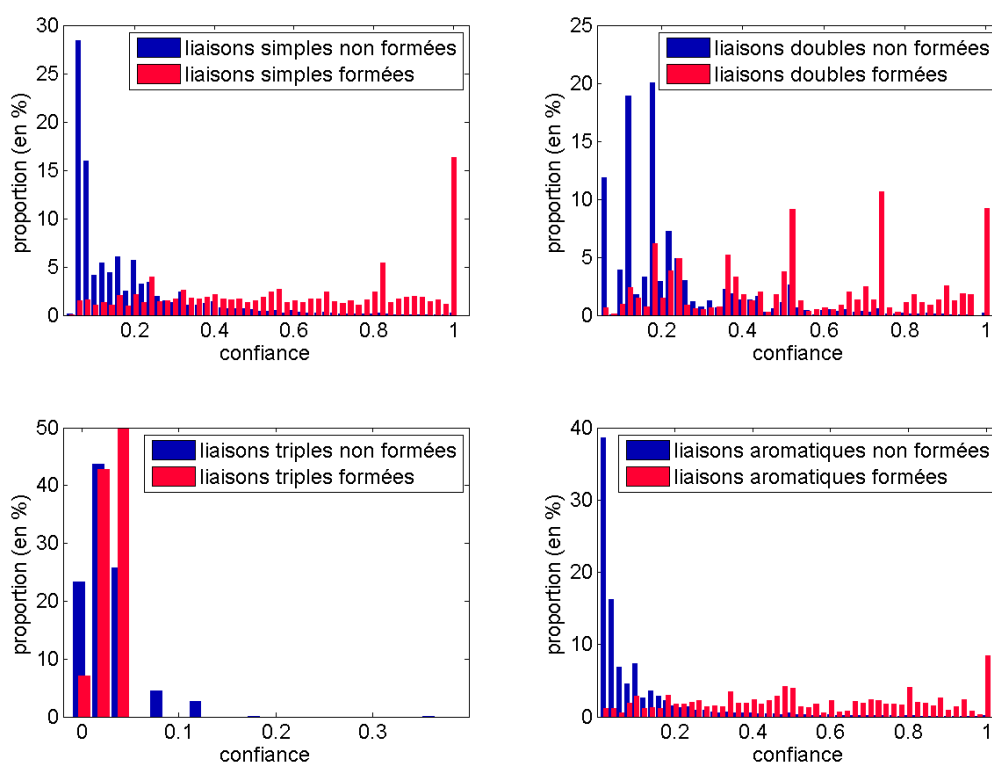 liaisons simples non formées
liaisons simples formées
30
25
20
15
10
5
0
proportion (en %)
0.2
0.4
0.6
0.8
1
confiance
liaisons doubles non formées
liaisons doubles formées
25
20
15
10
5
0
proportion (en %)
0.2
0.4
0.6
0.8
1
confiance
liaisons triples non formées
liaisons triples formées
50
40
30
20
10
0
proportion (en %)
0
0.1
0.2
0.3
confiance
liaisons aromatiques non formées
liaisons aromatiques formées
40
30
20
10
0
proportion (en %)
0.2
0.4
0.6
0.8
1
confiance